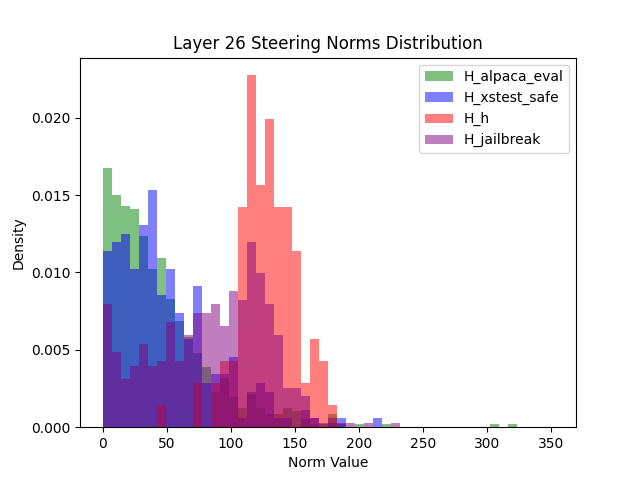 Layer 26 Steering Norms Distribution
H_alpaca_eval
H_xstest_safe
H_h
H_jailbreak
Density
0.020
0.015
0.010
0.005
0.000
0 50 100 150 200 250 300 350
Norm Value